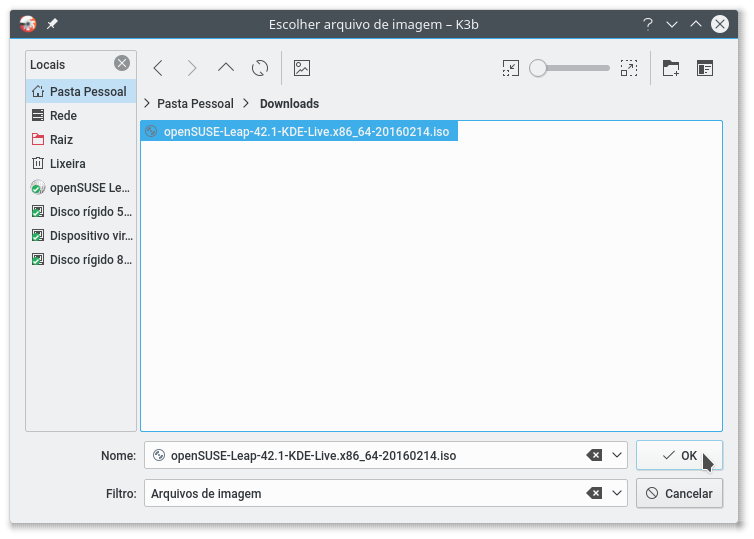 Escolher arquivo de imagem – K3b
Locais
Pasta Pessoal
Rede
Raiz
Lixeira
openSUSE Le...
Disco rígido 5...
Dispositivo vir...
Disco rígido 8...
Pasta Pessoal > Downloads
openSUSE-Leap-42.1-KDE-Live.x86_64-20160214.iso
Nome: openSUSE-Leap-42.1-KDE-Live.x86_64-20160214.iso
OK
Filtro: Arquivos de imagem
Cancelar